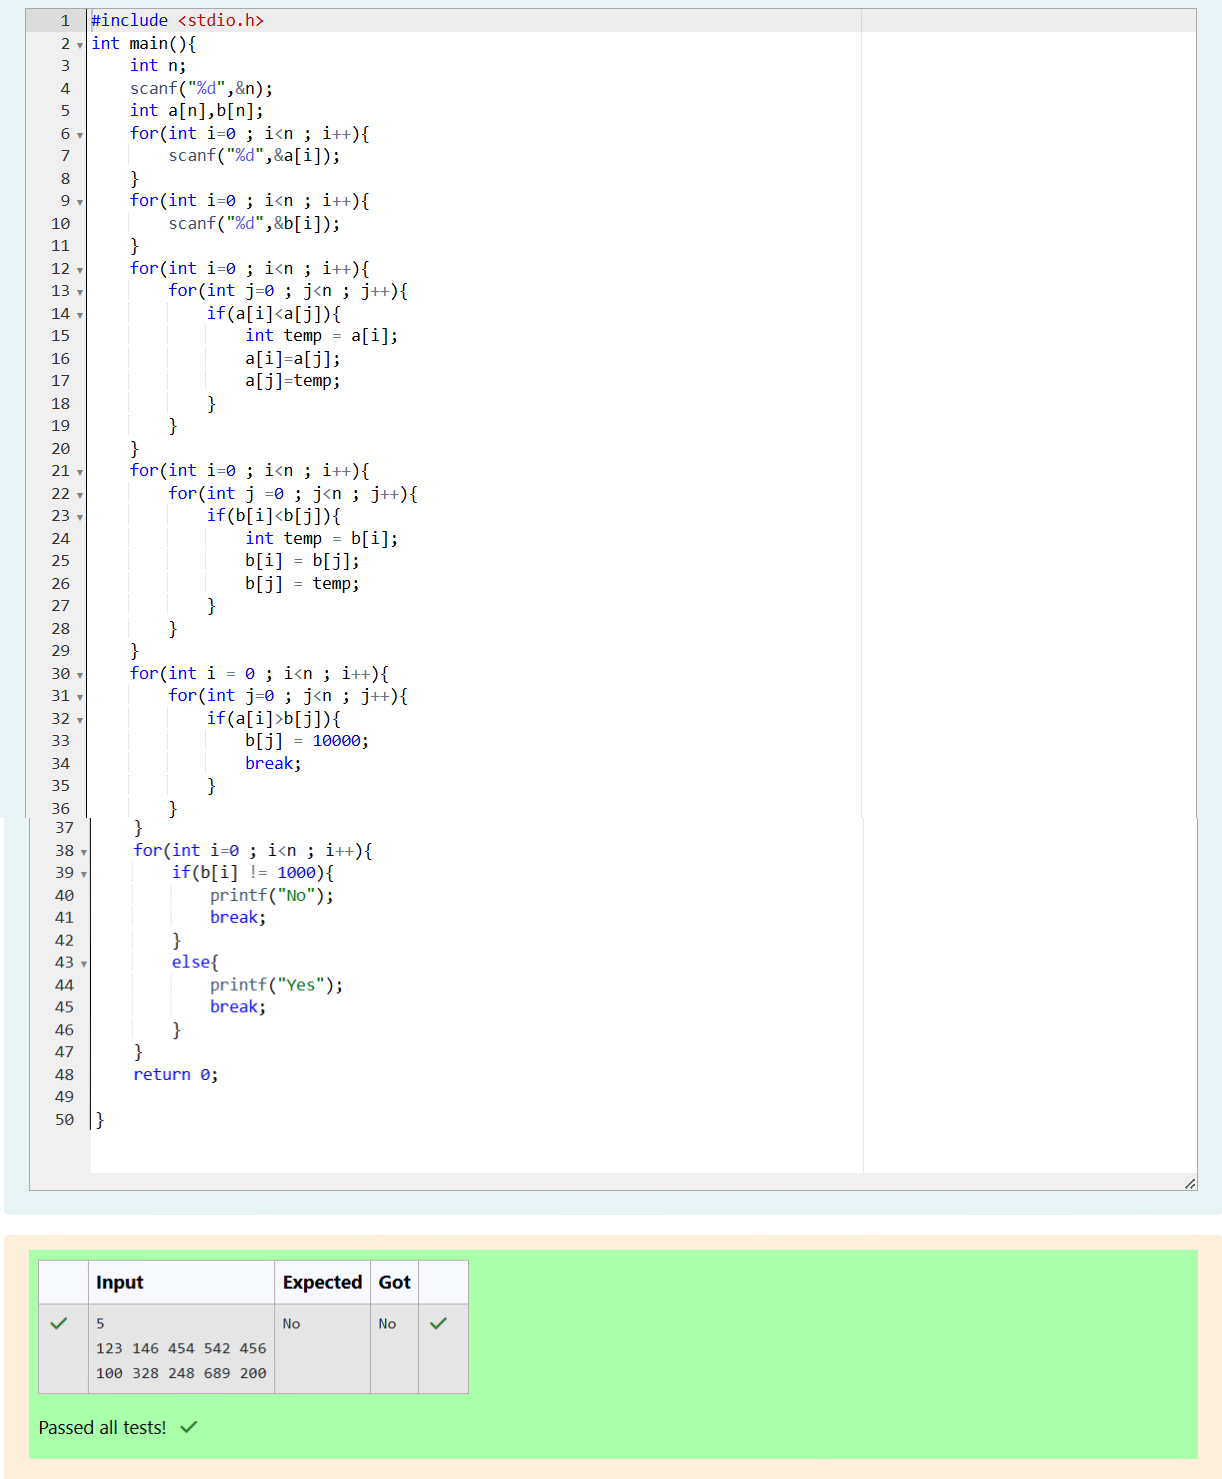 1 #include <stdio.h>
2 int main(){
3     int n;
4     scanf("%d",&n);
5     int a[n],b[n];
6     for(int i=0 ; i<n ; i++){
7         scanf("%d",&a[i]);
8     }
9     for(int i=0 ; i<n ; i++){
10         scanf("%d",&b[i]);
11     }
12     for(int i=0 ; i<n ; i++){
13         for(int j=0 ; j<n ; j++){
14             if(a[i]<a[j]){
15                 int temp = a[i];
16                 a[i]=a[j];
17                 a[j]=temp;
18             }
19         }
20     }
21     for(int i=0 ; i<n ; i++){
22         for(int j =0 ; j<n ; j++){
23             if(b[i]<b[j]){
24                 int temp = b[i];
25                 b[i] = b[j];
26                 b[j] = temp;
27             }
28         }
29     }
30     for(int i = 0 ; i<n ; i++){
31         for(int j=0 ; j<n ; j++){
32             if(a[i]>b[j]){
33                 b[j] = 10000;
34                 break;
35             }
36         }
37     }
38     for(int i=0 ; i<n ; i++){
39         if(b[i] != 1000){
40             printf("No");
41             break;
42         }
43         else{
44             printf("Yes");
45             break;
46         }
47     }
48     return 0;
49
50 }
Input Expected Got
5 No No
123 146 454 542 456
100 328 248 689 200
Passed all tests!